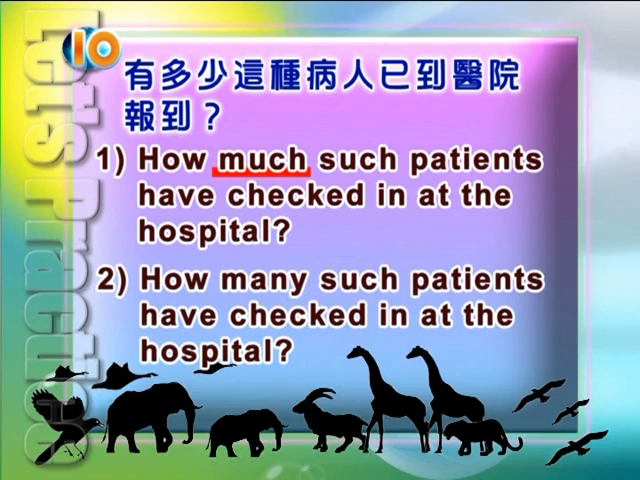 10
有多少這種病人已到醫院
報到？
1) How much such patients
have checked in at the
hospital?
2) How many such patients
have checked in at the
hospital?
Let's Practice